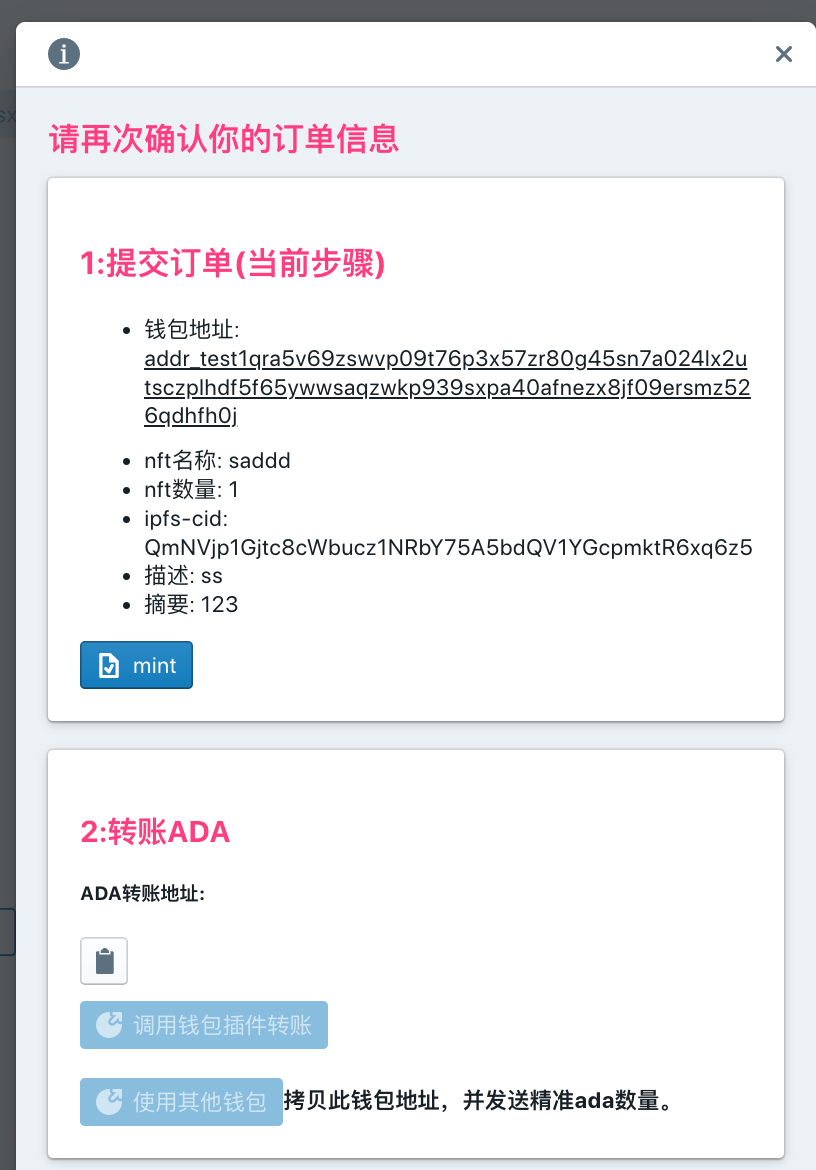 sx
请再次确认你的订单信息
1:提交订单(当前步骤)
钱包地址:
addr_test1qra5v69zswvp09t76p3x57zr80g45sn7a024lx2u
tsczplhdf5f65ywwsaqzwkp939sxpa40afnezx8jf09ersmz52
6qdhfh0j
nft名称: saddd
nft数量: 1
ipfs-cid:
QmNVjp1Gjtc8cWbucz1NRbY75A5bdQV1YGcpmktR6xq6z5
描述: ss
摘要: 123
mint
2:转账ADA
ADA转账地址:
调用钱包插件转账
使用其他钱包 拷贝此钱包地址，并发送精准ada数量。